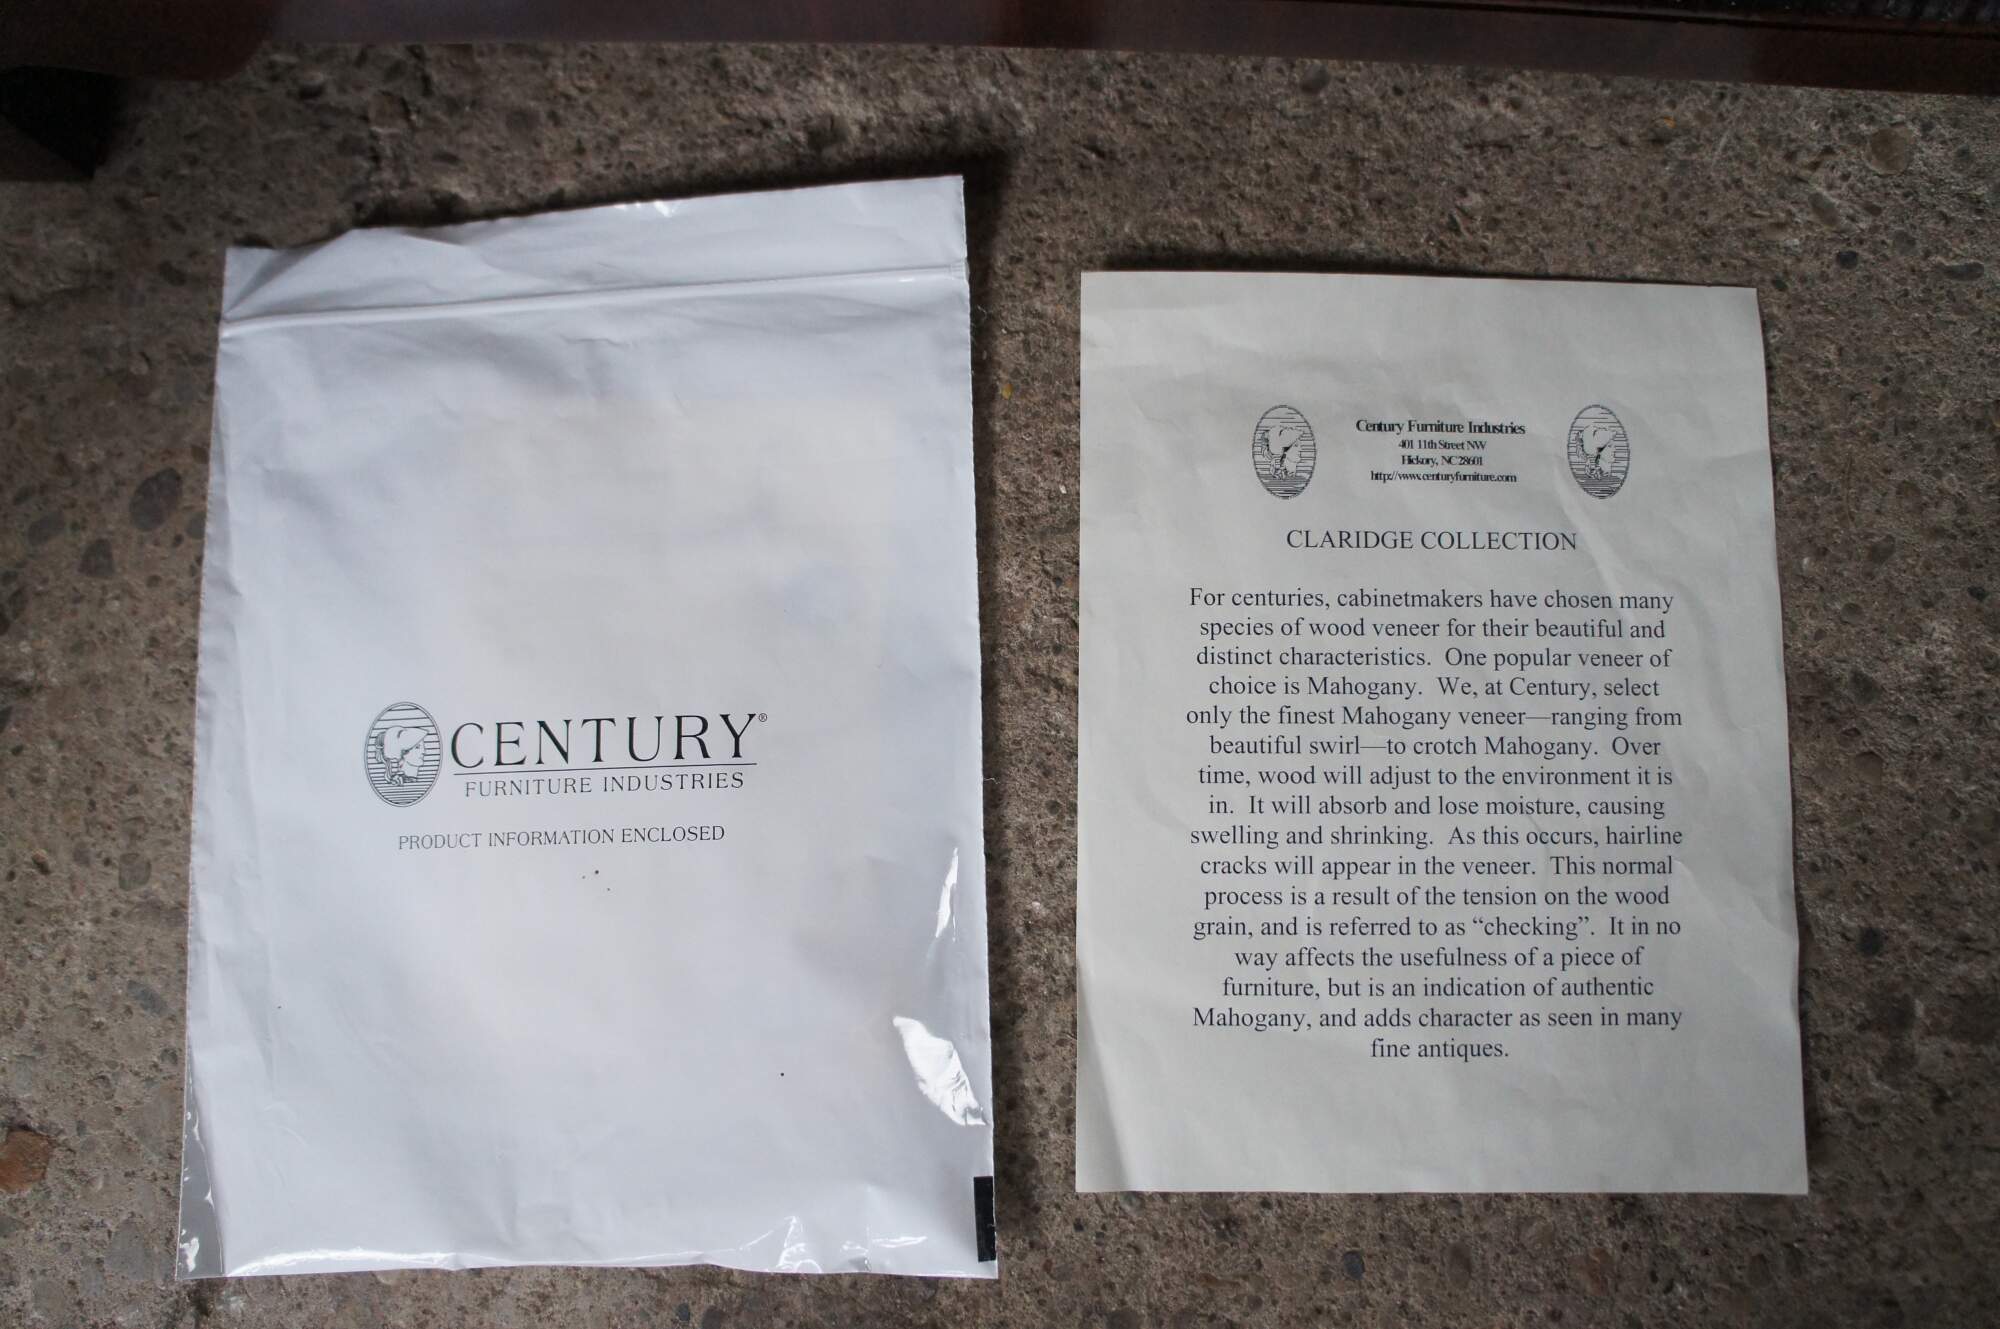 CENTURY®
FURNITURE INDUSTRIES
PRODUCT INFORMATION ENCLOSED
Century Furniture Industries
401 11th Street NW
Hickory, NC 28601
http://www.centuryfurniture.com
CLARIDGE COLLECTION
For centuries, cabinetmakers have chosen many
species of wood veneer for their beautiful and
distinct characteristics. One popular veneer of
choice is Mahogany. We, at Century, select
only the finest Mahogany veneer—ranging from
beautiful swirl—to crotch Mahogany. Over
time, wood will adjust to the environment it is
in. It will absorb and lose moisture, causing
swelling and shrinking. As this occurs, hairline
cracks will appear in the veneer. This normal
process is a result of the tension on the wood
grain, and is referred to as “checking”. It in no
way affects the usefulness of a piece of
furniture, but is an indication of authentic
Mahogany, and adds character as seen in many
fine antiques.